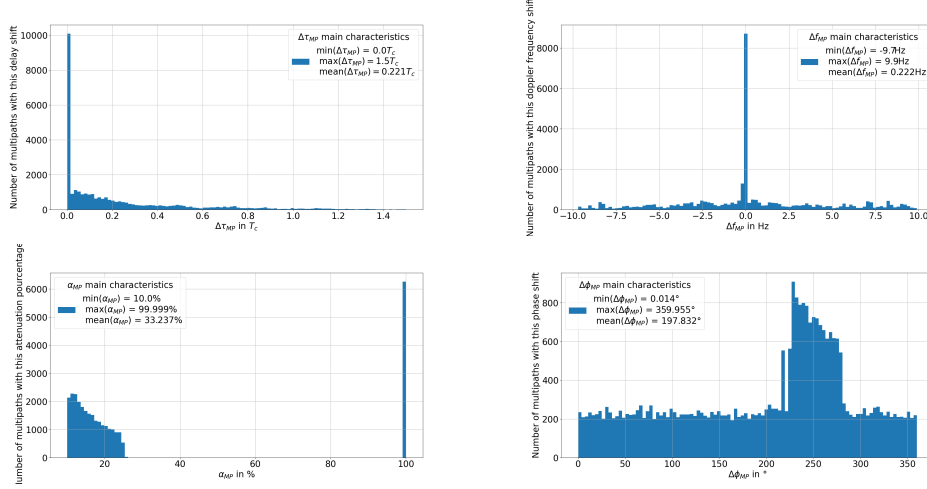 Δτ_MP main characteristics
min(Δτ_MP) = 0.0T_c
max(Δτ_MP) = 1.5T_c
mean(Δτ_MP) = 0.221T_c
Number of multipaths with this delay shift
10000
8000
6000
4000
2000
0
0.0 0.2 0.4 0.6 0.8 1.0 1.2 1.4
Δτ_MP in T_c
Δf_MP main characteristics
min(Δf_MP) = -9.7Hz
max(Δf_MP) = 9.9Hz
mean(Δf_MP) = 0.222Hz
Number of multipaths with this doppler frequency shift
8000
6000
4000
2000
0
−10.0 −7.5 −5.0 −2.5 0.0 2.5 5.0 7.5 10.0
Δf_MP in Hz
α_MP main characteristics
min(α_MP) = 10.0%
max(α_MP) = 99.999%
mean(α_MP) = 33.237%
umber of multipaths with this attenuation pourcentage
6000
5000
4000
3000
2000
1000
0
20 40 60 80 100
α_MP in %
Δϕ_MP main characteristics
min(Δϕ_MP) = 0.014°
max(Δϕ_MP) = 359.955°
mean(Δϕ_MP) = 197.832°
Number of multipaths with this phase shift
800
600
400
200
0
0 50 100 150 200 250 300 350
Δϕ_MP in °